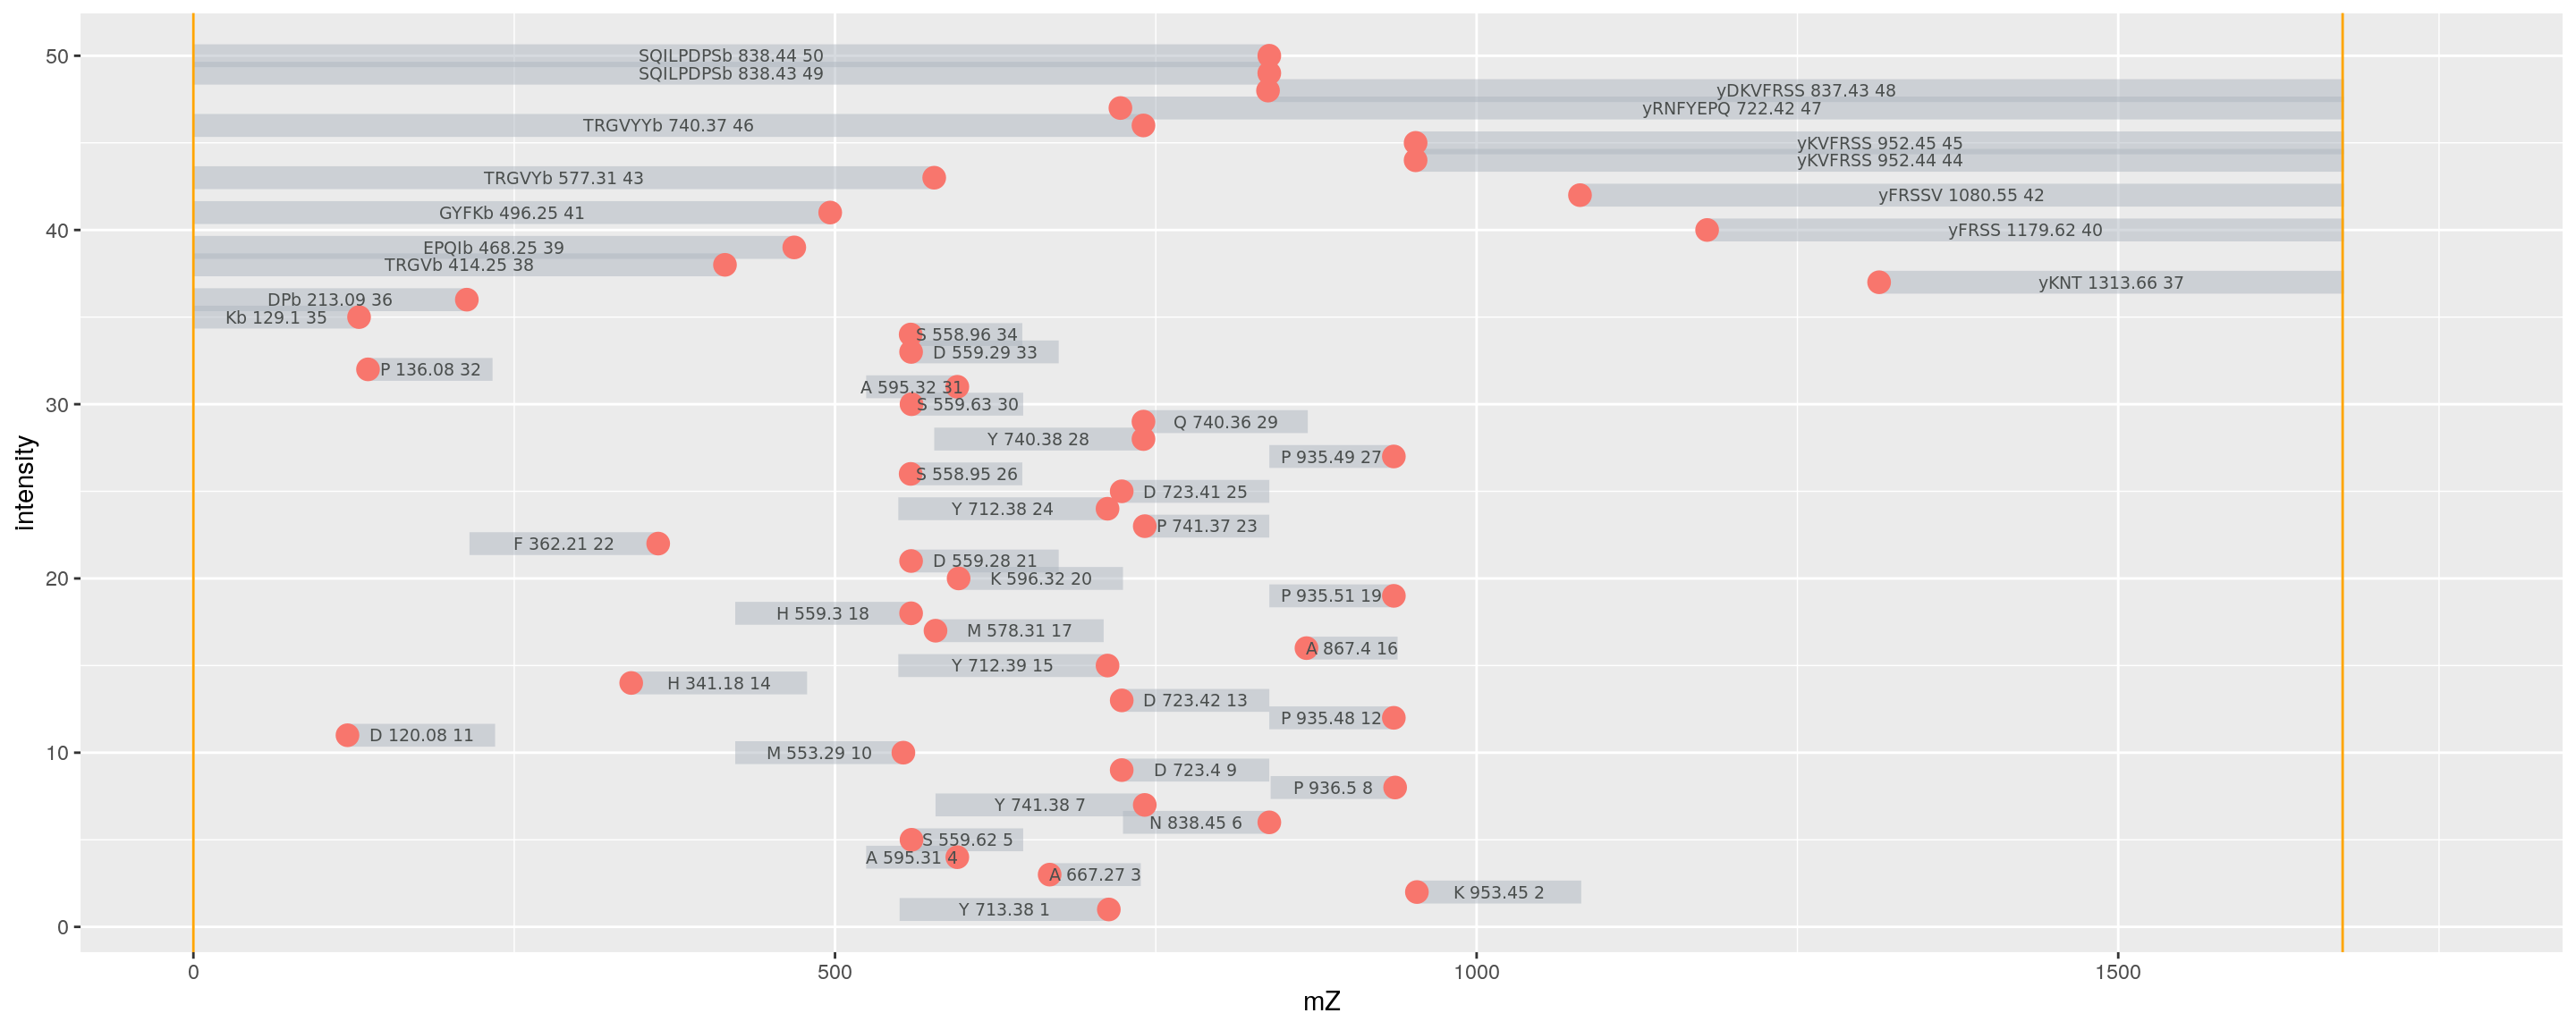 50
SQILPDPSb 838.44 50
SQILPDPSb 838.43 49
yDKVFRSS 837.43 48
yRNFYEPQ 722.42 47
TRGVYYb 740.37 46
yKVFRSS 952.45 45
yKVFRSS 952.44 44
TRGVYb 577.31 43
yFRSSV 1080.55 42
GYFKb 496.25 41
40
yFRSS 1179.62 40
EPQIb 468.25 39
TRGVb 414.25 38
yKNT 1313.66 37
DPb 213.09 36
Kb 129.1 35
S 558.96 34
D 559.29 33
P 136.08 32
A 595.32 31
30
S 559.63 30
Q 740.36 29
Y 740.38 28
P 935.49 27
S 558.95 26
D 723.41 25
Y 712.38 24
P 741.37 23
F 362.21 22
D 559.28 21
20
K 596.32 20
P 935.51 19
H 559.3 18
M 578.31 17
A 867.4 16
Y 712.39 15
H 341.18 14
D 723.42 13
P 935.48 12
D 120.08 11
10
M 553.29 10
D 723.4 9
P 936.5 8
Y 741.38 7
N 838.45 6
S 559.62 5
A 595.31 4
A 667.27 3
K 953.45 2
Y 713.38 1
0
intensity
0 500 1000 1500
mZ